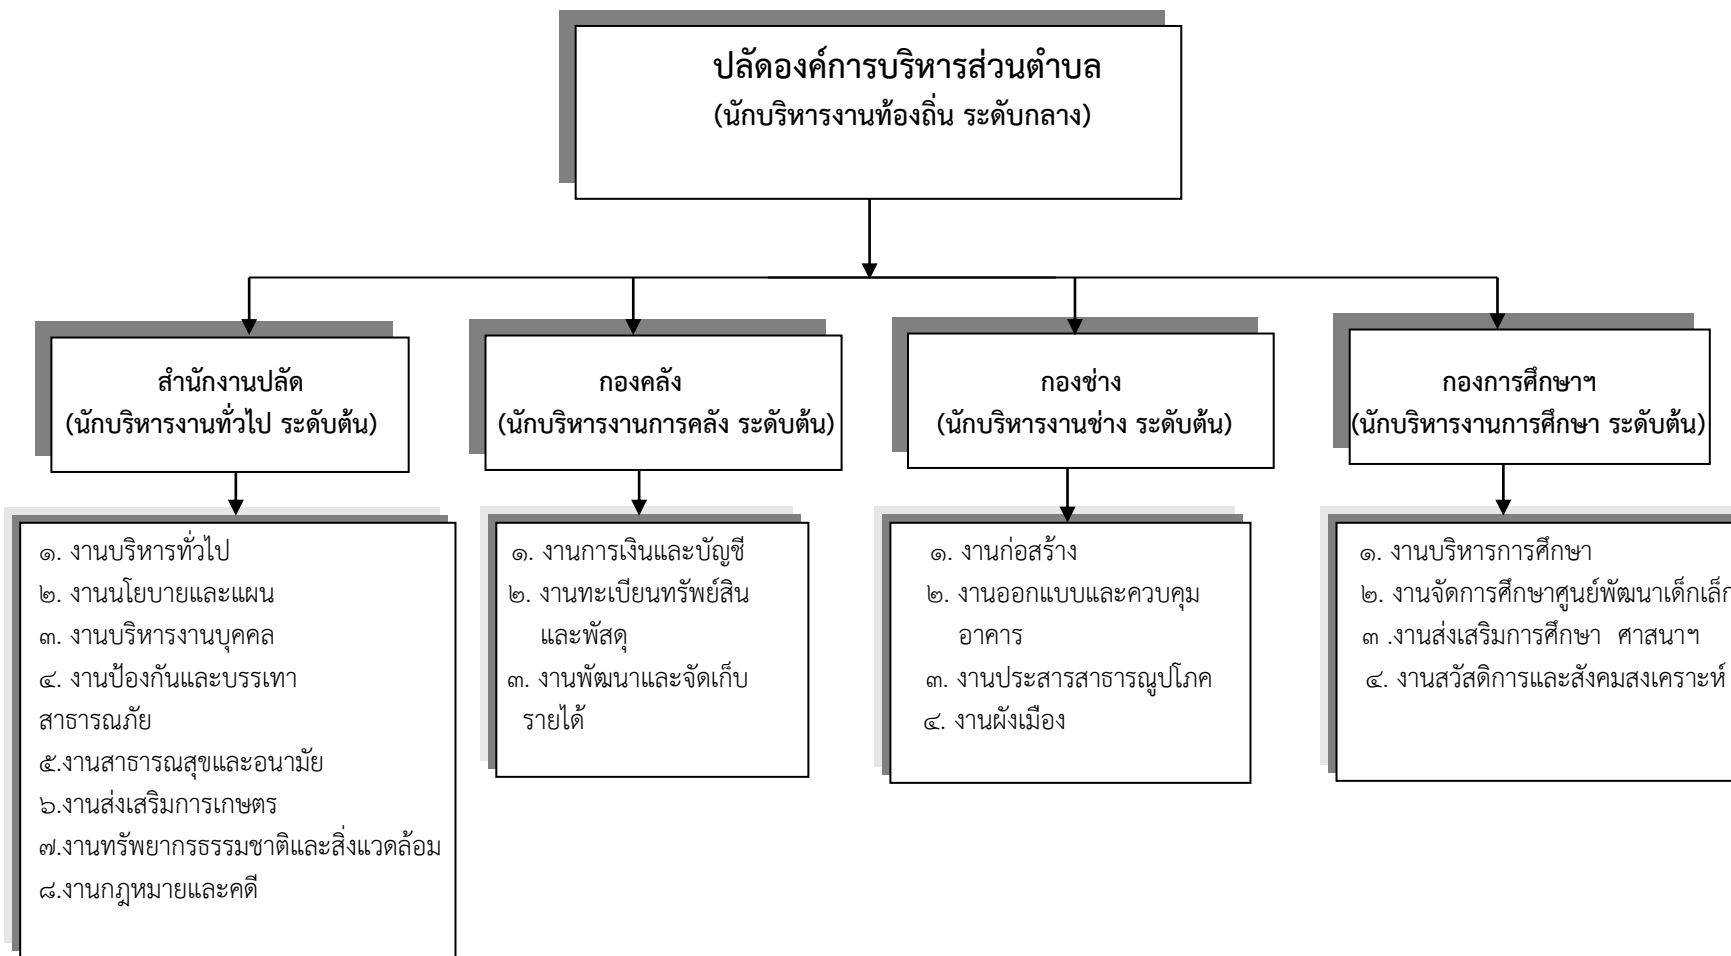 ปลัดองค์การบริหารส่วนตำบล
(นักบริหารงานท้องถิ่น ระดับกลาง)
สำนักงานปลัด
(นักบริหารงานทั่วไป ระดับต้น)
กองคลัง
(นักบริหารงานการคลัง ระดับต้น)
กองช่าง
(นักบริหารงานช่าง ระดับต้น)
กองการศึกษาฯ
(นักบริหารงานการศึกษา ระดับต้น)
๑. งานบริหารทั่วไป
๒. งานนโยบายและแผน
๓. งานบริหารงานบุคคล
๔. งานป้องกันและบรรเทา
สาธารณภัย
๕.งานสาธารณสุขและอนามัย
๖.งานส่งเสริมการเกษตร
๗.งานทรัพยากรธรรมชาติและสิ่งแวดล้อม
๘.งานกฎหมายและคดี
๑. งานการเงินและบัญชี
๒. งานทะเบียนทรัพย์สิน
และพัสดุ
๓. งานพัฒนาและจัดเก็บ
รายได้
๑. งานก่อสร้าง
๒. งานออกแบบและควบคุม
อาคาร
๓. งานประสารสาธารณูปโภค
๔. งานผังเมือง
๑. งานบริหารการศึกษา
๒. งานจัดการศึกษาศูนย์พัฒนาเด็กเล็ก
๓ .งานส่งเสริมการศึกษา ศาสนาฯ
๔. งานสวัสดิการและสังคมสงเคราะห์